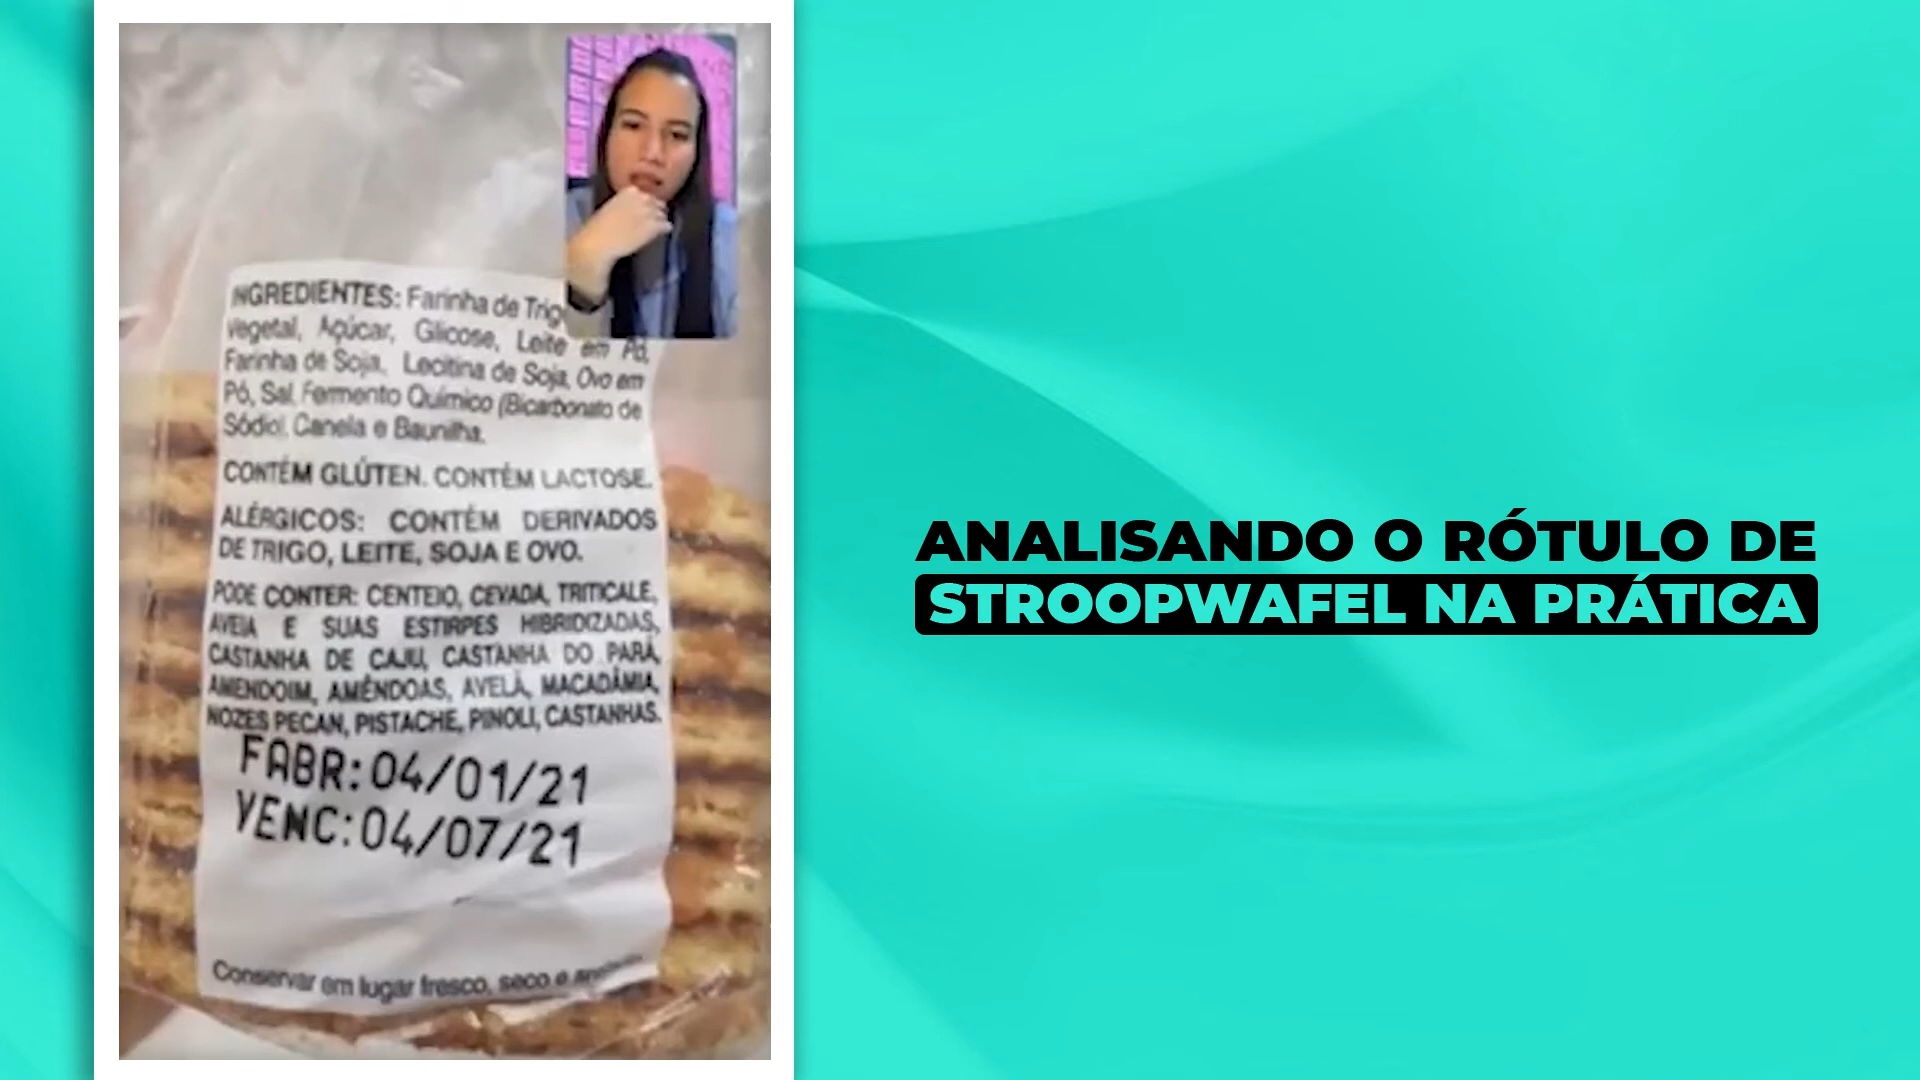 INGREDIENTES: Farinha de Trigo
Vegetal, Açúcar, Glicose, Leite em Pó,
Farinha de Soja, Lecitina de Soja, Ovo em
Pó, Sal, Fermento Químico (Bicarbonato de
Sódio), Canela e Baunilha.
CONTÉM GLÚTEN. CONTÉM LACTOSE.
ALÉRGICOS: CONTÉM DERIVADOS
DE TRIGO, LEITE, SOJA E OVO.
PODE CONTER: CENTEIO, CEVADA, TRITICALE,
AVEIA E SUAS ESTIRPES HIBRIDIZADAS,
CASTANHA DE CAJU, CASTANHA DO PARÁ,
AMENDOIM, AMÊNDOAS, AVELÃ, MACADÂMIA,
NOZES PECAN, PISTACHE, PINOLI, CASTANHAS.
FABR:04/01/21
VENC:04/07/21
Conservar em lugar fresco, seco e
ANALISANDO O RÓTULO DE
STROOPWAFEL NA PRÁTICA